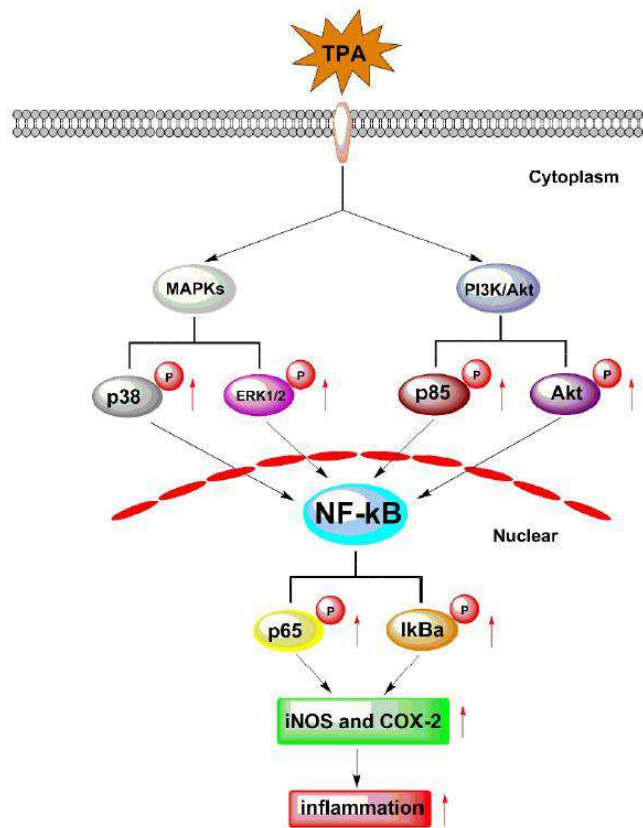 TPA
Cytoplasm
MAPKs
PI3K/Akt
p38
P
ERK1/2
P
p85
P
Akt
P
NF-kB
Nuclear
p65
P
IkBa
P
iNOS and COX-2
inflammation